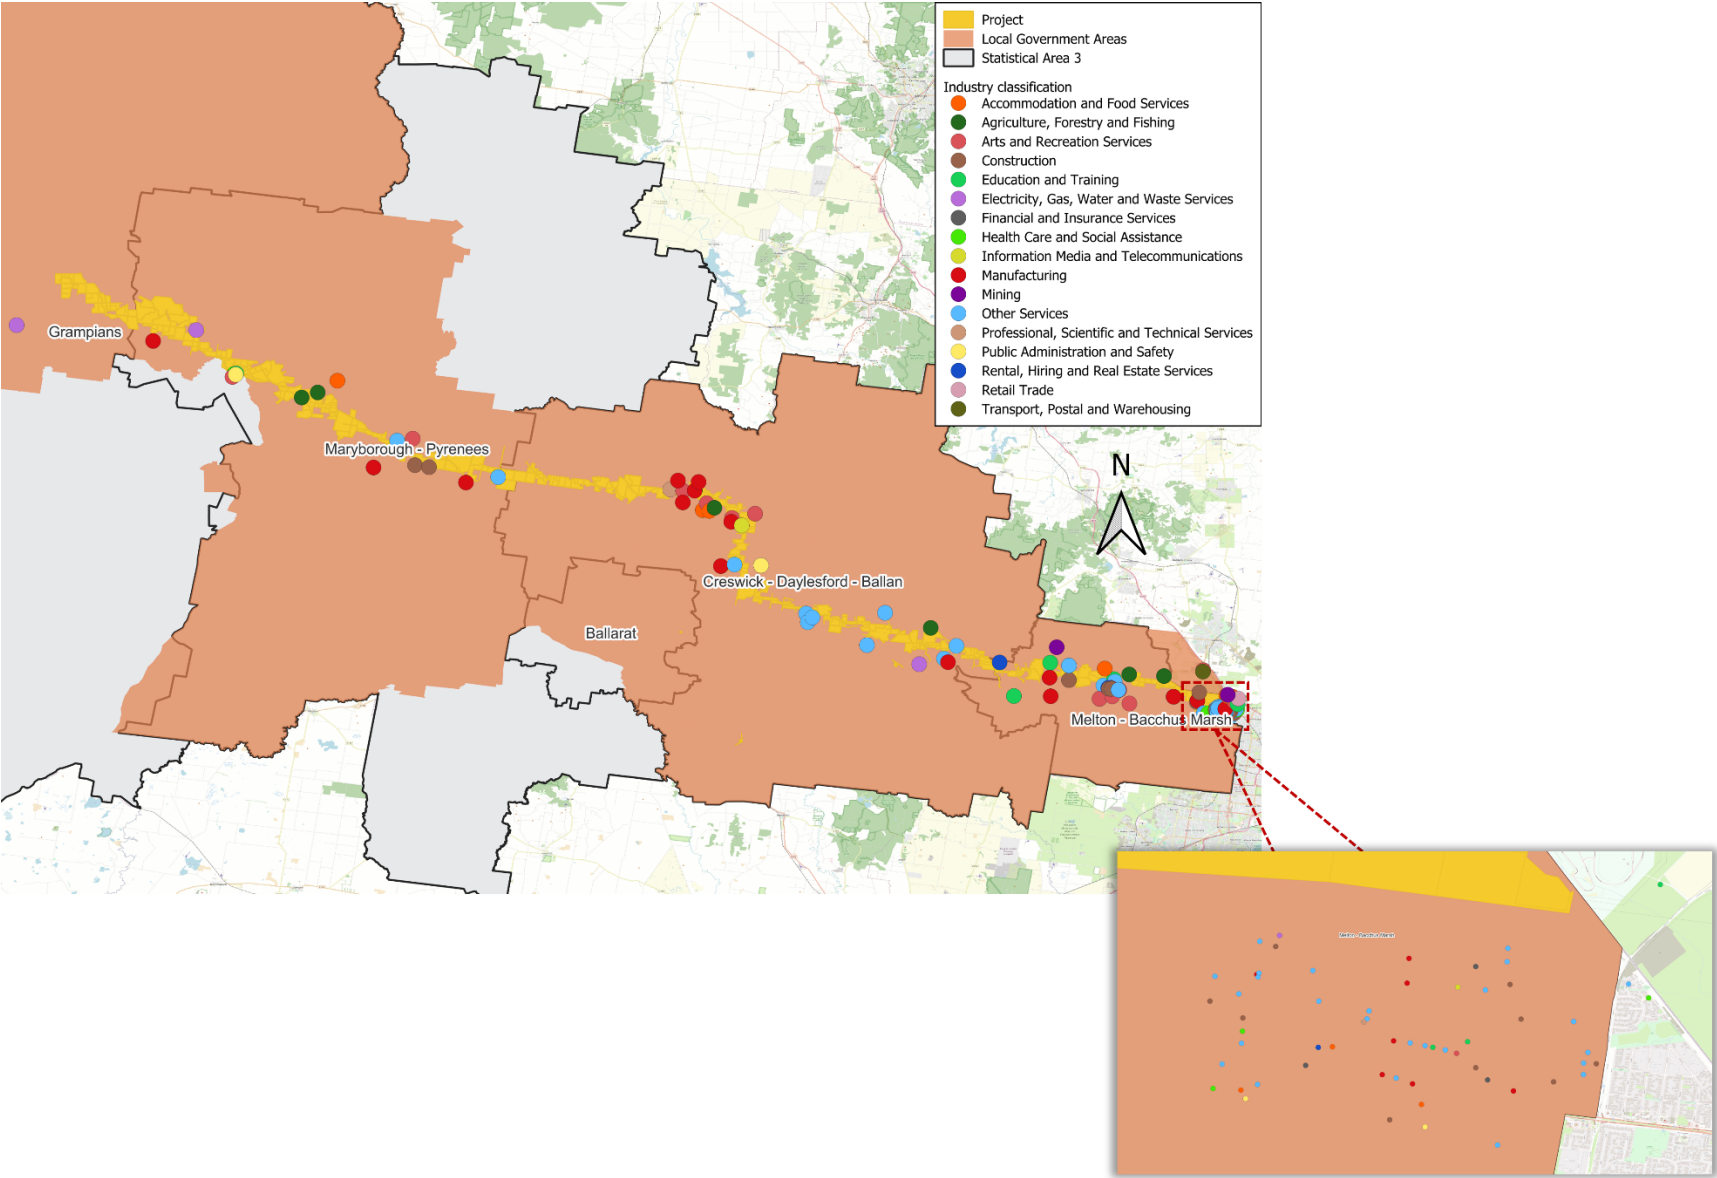 Project
Local Government Areas
Statistical Area 3
Industry classification
Accommodation and Food Services
Agriculture, Forestry and Fishing
Arts and Recreation Services
Construction
Education and Training
Electricity, Gas, Water and Waste Services
Financial and Insurance Services
Health Care and Social Assistance
Information Media and Telecommunications
Manufacturing
Mining
Other Services
Professional, Scientific and Technical Services
Public Administration and Safety
Rental, Hiring and Real Estate Services
Retail Trade
Transport, Postal and Warehousing
Grampians
Maryborough - Pyrenees
N
Creswick - Daylesford - Ballan
Ballarat
Melton - Bacchus Marsh
Melton - Bacchus Marsh